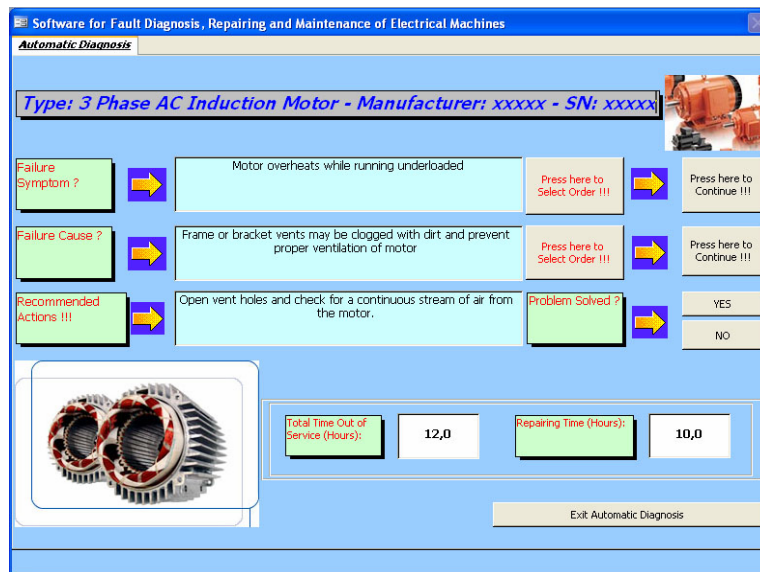 Software for Fault Diagnosis, Repairing and Maintenance of Electrical Machines
Automatic Diagnosis
Type: 3 Phase AC Induction Motor - Manufacturer: xxxxx - SN: xxxxx
Failure
Symptom ?
Motor overheats while running underloaded
Press here to
Select Order !!!
Press here to
Continue !!!
Failure Cause ?
Frame or bracket vents may be clogged with dirt and prevent
proper ventilation of motor
Press here to
Select Order !!!
Press here to
Continue !!!
Recommended
Actions !!!
Open vent holes and check for a continuous stream of air from
the motor.
Problem Solved ?
YES
NO
Total Time Out of
Service (Hours):
12,0
Repairing Time (Hours):
10,0
Exit Automatic Diagnosis